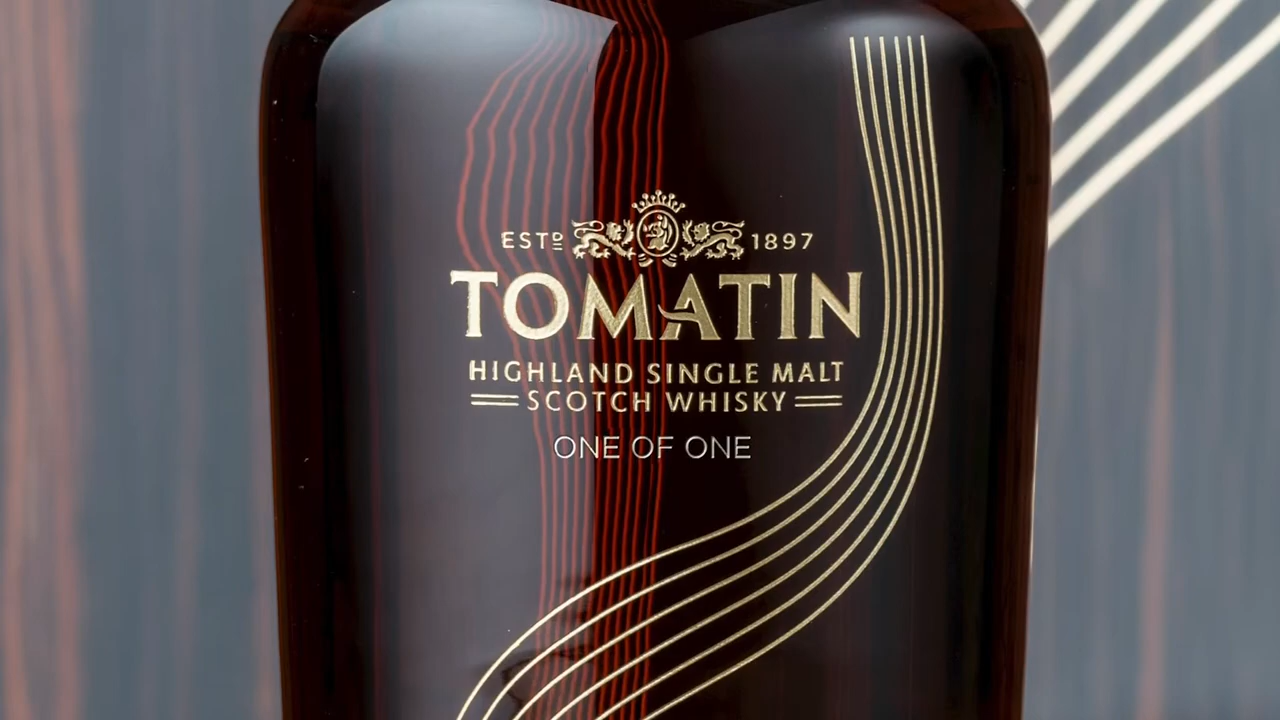 ESTD 1897
TOMATIN
HIGHLAND SINGLE MALT
SCOTCH WHISKY
ONE OF ONE